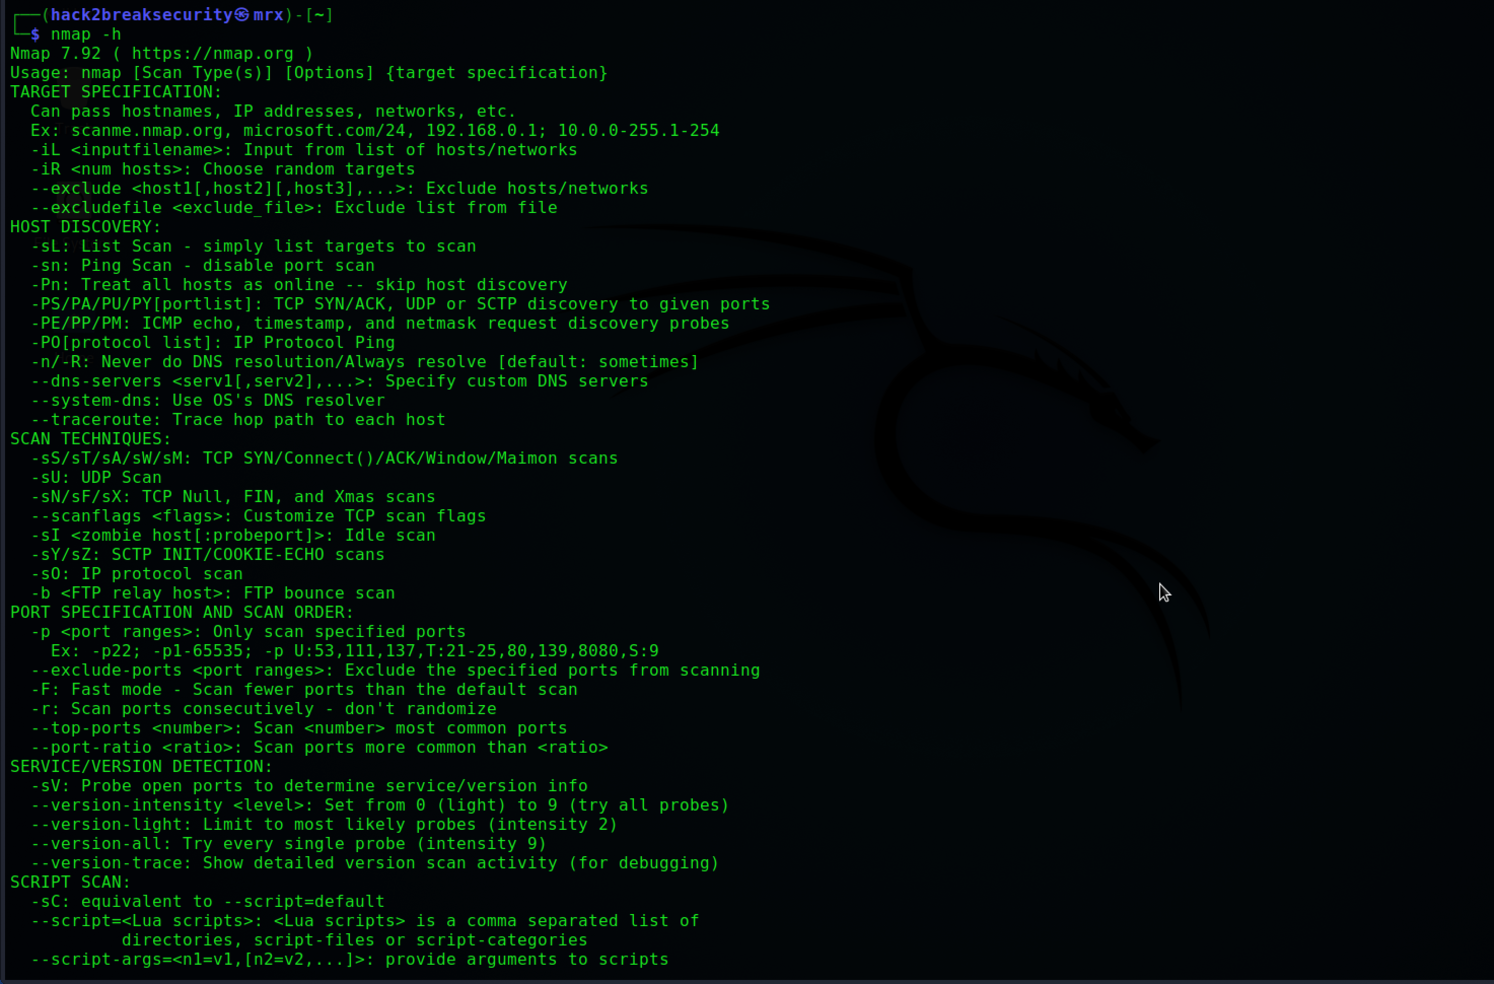 ┌──(hack2breaksecurity㉿mrx)-[~]
└─$ nmap -h
Nmap 7.92 ( https://nmap.org )
Usage: nmap [Scan Type(s)] [Options] {target specification}
TARGET SPECIFICATION:
  Can pass hostnames, IP addresses, networks, etc.
  Ex: scanme.nmap.org, microsoft.com/24, 192.168.0.1; 10.0.0-255.1-254
  -iL <inputfilename>: Input from list of hosts/networks
  -iR <num hosts>: Choose random targets
  --exclude <host1[,host2][,host3],...>: Exclude hosts/networks
  --excludefile <exclude_file>: Exclude list from file
HOST DISCOVERY:
  -sL: List Scan - simply list targets to scan
  -sn: Ping Scan - disable port scan
  -Pn: Treat all hosts as online -- skip host discovery
  -PS/PA/PU/PY[portlist]: TCP SYN/ACK, UDP or SCTP discovery to given ports
  -PE/PP/PM: ICMP echo, timestamp, and netmask request discovery probes
  -PO[protocol list]: IP Protocol Ping
  -n/-R: Never do DNS resolution/Always resolve [default: sometimes]
  --dns-servers <serv1[,serv2],...>: Specify custom DNS servers
  --system-dns: Use OS's DNS resolver
  --traceroute: Trace hop path to each host
SCAN TECHNIQUES:
  -sS/sT/sA/sW/sM: TCP SYN/Connect()/ACK/Window/Maimon scans
  -sU: UDP Scan
  -sN/sF/sX: TCP Null, FIN, and Xmas scans
  --scanflags <flags>: Customize TCP scan flags
  -sI <zombie host[:probeport]>: Idle scan
  -sY/sZ: SCTP INIT/COOKIE-ECHO scans
  -sO: IP protocol scan
  -b <FTP relay host>: FTP bounce scan
PORT SPECIFICATION AND SCAN ORDER:
  -p <port ranges>: Only scan specified ports
    Ex: -p22; -p1-65535; -p U:53,111,137,T:21-25,80,139,8080,S:9
  --exclude-ports <port ranges>: Exclude the specified ports from scanning
  -F: Fast mode - Scan fewer ports than the default scan
  -r: Scan ports consecutively - don't randomize
  --top-ports <number>: Scan <number> most common ports
  --port-ratio <ratio>: Scan ports more common than <ratio>
SERVICE/VERSION DETECTION:
  -sV: Probe open ports to determine service/version info
  --version-intensity <level>: Set from 0 (light) to 9 (try all probes)
  --version-light: Limit to most likely probes (intensity 2)
  --version-all: Try every single probe (intensity 9)
  --version-trace: Show detailed version scan activity (for debugging)
SCRIPT SCAN:
  -sC: equivalent to --script=default
  --script=<Lua scripts>: <Lua scripts> is a comma separated list of
           directories, script-files or script-categories
  --script-args=<n1=v1,[n2=v2,...]>: provide arguments to scripts